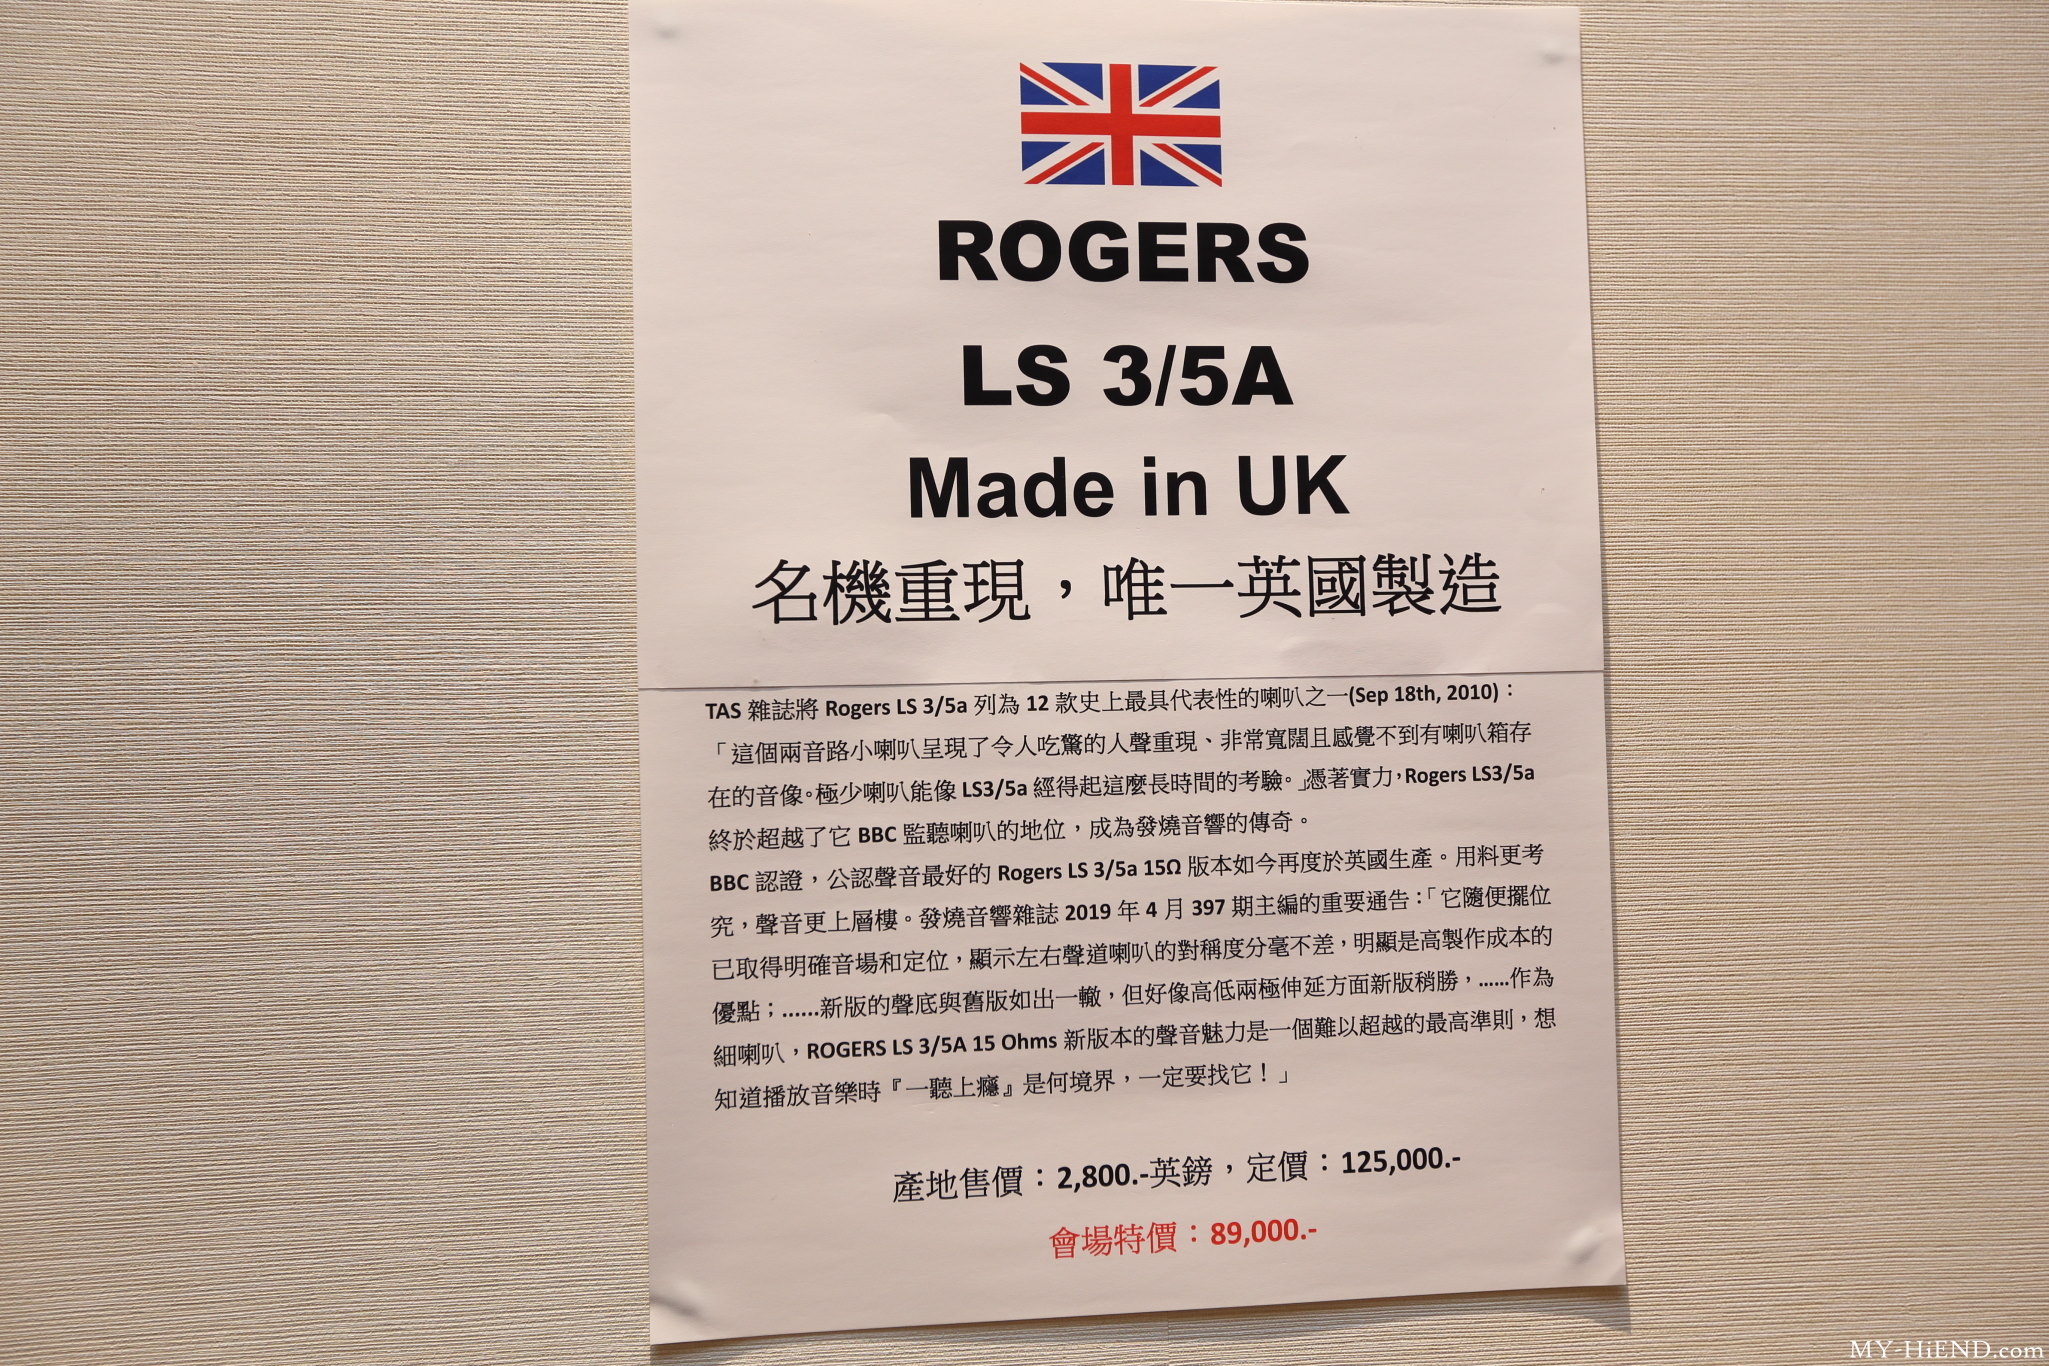 ROGERS
LS 3/5A
Made in UK
名機重現，唯一英國製造
TAS 雜誌將 Rogers LS 3/5a 列為 12 款史上最具代表性的喇叭之一(Sep 18th, 2010)：
「這個兩音路小喇叭呈現了令人吃驚的人聲重現、非常寬闊且感覺不到有喇叭箱存
在的音像。極少喇叭能像 LS3/5a 經得起這麼長時間的考驗。」憑著實力，Rogers LS3/5a
終於超越了它 BBC 監聽喇叭的地位，成為發燒音響的傳奇。
BBC 認證，公認聲音最好的 Rogers LS 3/5a 15Ω 版本如今再度於英國生產。用料更考
究，聲音更上層樓。發燒音響雜誌 2019 年 4 月 397 期主編的重要通告：「它隨便擺位
已取得明確音場和定位，顯示左右聲道喇叭的對稱度分毫不差，明顯是高製作成本的
優點；……新版的聲底與舊版如出一轍，但好像高低兩極伸延方面新版稍勝，……作為
細喇叭，ROGERS LS 3/5A 15 Ohms 新版本的聲音魅力是一個難以超越的最高準則，想
知道播放音樂時『一聽上癮』是何境界，一定要找它！」
產地售價：2,800.-英鎊，定價：125,000.-
會場特價：89,000.-
MY-HiEND.com